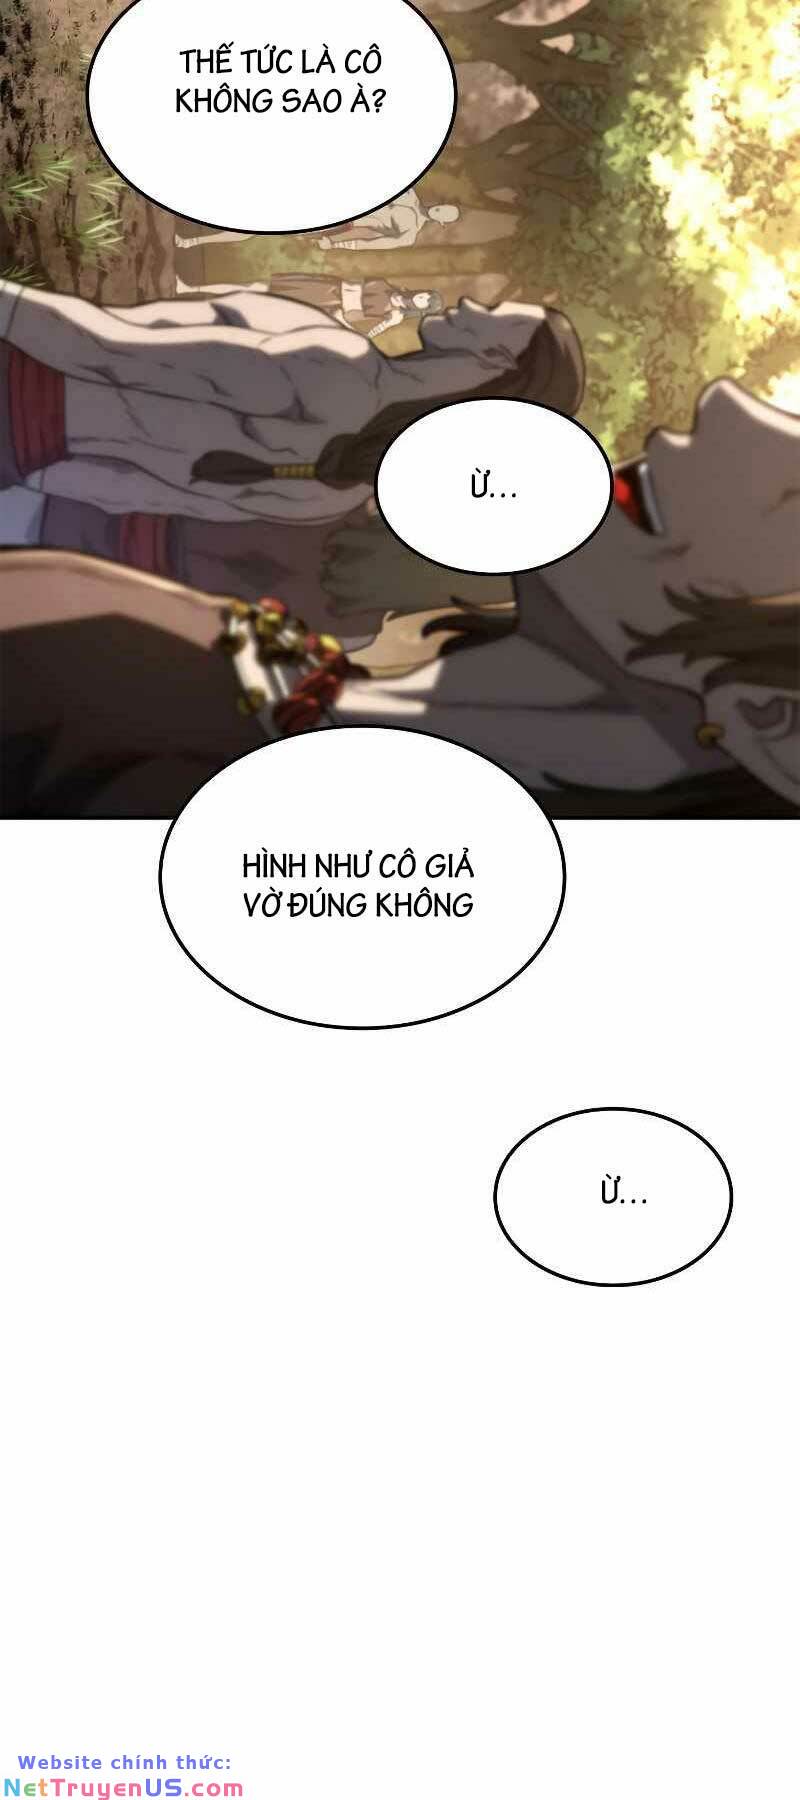 THẾ TỨC LÀ CÔ
KHÔNG SAO À?
Ừ...
HÌNH NHƯ CÔ GIẢ
VỜ ĐÚNG KHÔNG
Ừ...
Website chính thức:
NetTruyenUS.com